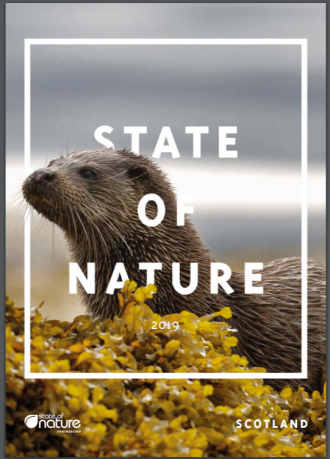 STATE
OF
NATURE
2019
state of
nature
PARTNERSHIP
SCOTLAND